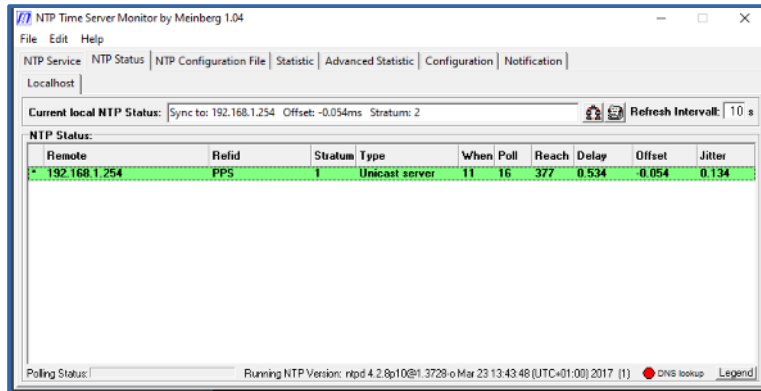 NTP Time Server Monitor by Meinberg 1.04
File Edit Help
NTP Service NTP Status NTP Configuration File Statistic Advanced Statistic Configuration Notification
Localhost
Current local NTP Status: Sync to: 192.168.1.254 Offset: -0.054ms Stratum: 2 Refresh Intervall: 10 s
NTP Status:
Remote Refid Stratum Type When Poll Reach Delay Offset Jitter
* 192.168.1.254 PPS 1 Unicast server 11 16 377 0.534 -0.054 0.134
Polling Status: Running NTP Version: ntpd 4.2.8p10@1.3728-o Mar 23 13:43:48 (UTC+01:00) 2017 (1) DNS lookup Legend